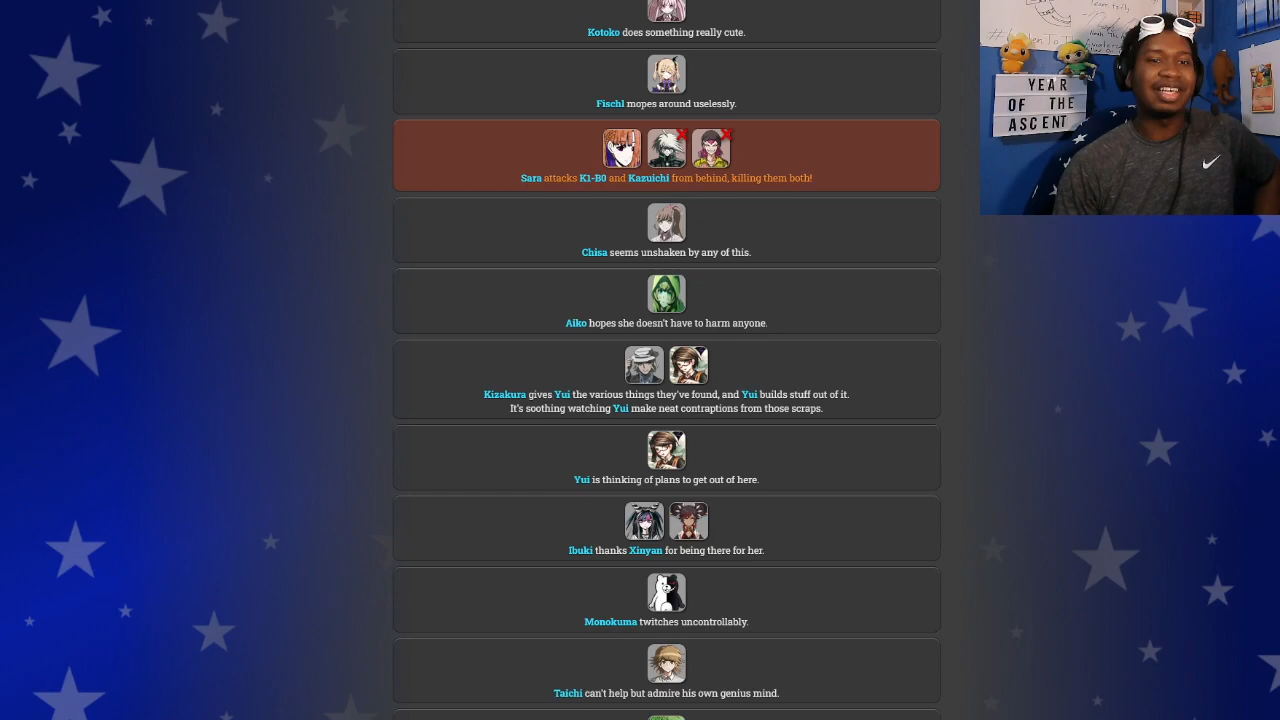 Kotoko does something really cute.
Fischl mopes around uselessly.
Sara attacks K1-B0 and Kazuichi from behind, killing them both!
Chisa seems unshaken by any of this.
Aiko hopes she doesn't have to harm anyone.
Kizakura gives Yui the various things they've found, and Yui builds stuff out of it.
It's soothing watching Yui make neat contraptions from those scraps.
Yui is thinking of plans to get out of here.
Ibuki thanks Xinyan for being there for her.
Monokuma twitches uncontrollably.
Taichi can't help but admire his own genius mind.
YEAR
OF THE
ASCENT